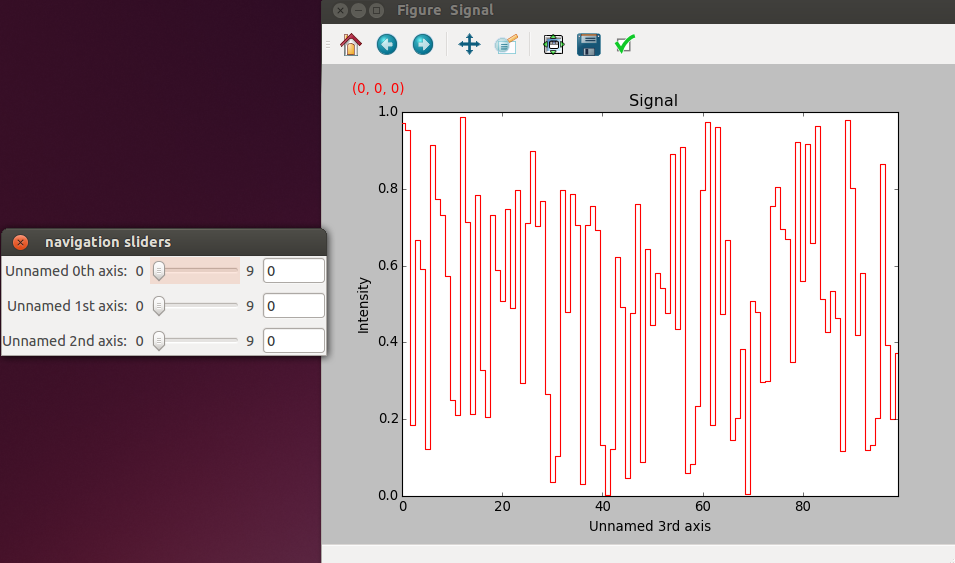 Figure Signal
(0, 0, 0)
Signal
1.0
0.8
0.6
0.4
0.2
0.0
Intensity
0 20 40 60 80
Unnamed 3rd axis
navigation sliders
Unnamed 0th axis: 0 9 0
Unnamed 1st axis: 0 9 0
Unnamed 2nd axis: 0 9 0